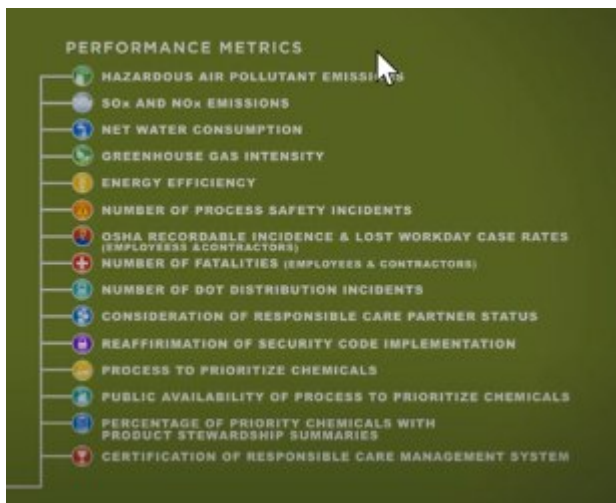 PERFORMANCE METRICS
HAZARDOUS AIR POLLUTANT EMISSIONS
SOx AND NOx EMISSIONS
NET WATER CONSUMPTION
GREENHOUSE GAS INTENSITY
ENERGY EFFICIENCY
NUMBER OF PROCESS SAFETY INCIDENTS
OSHA RECORDABLE INCIDENCE & LOST WORKDAY CASE RATES
(EMPLOYEESS &CONTRACTORS)
NUMBER OF FATALITIES (EMPLOYEES & CONTRACTORS)
NUMBER OF DOT DISTRIBUTION INCIDENTS
CONSIDERATION OF RESPONSIBLE CARE PARTNER STATUS
REAFFIRIMATION OF SECURITY CODE IMPLEMENTATION
PROCESS TO PRIORITIZE CHEMICALS
PUBLIC AVAILABILITY OF PROCESS TO PRIORITIZE CHEMICALS
PERCENTAGE OF PRIORITY CHEMICALS WITH
PRODUCT STEWARDSHIP SUMMARIES
CERTIFICATION OF RESPONSIBLE CARE MANAGEMENT SYSTEM